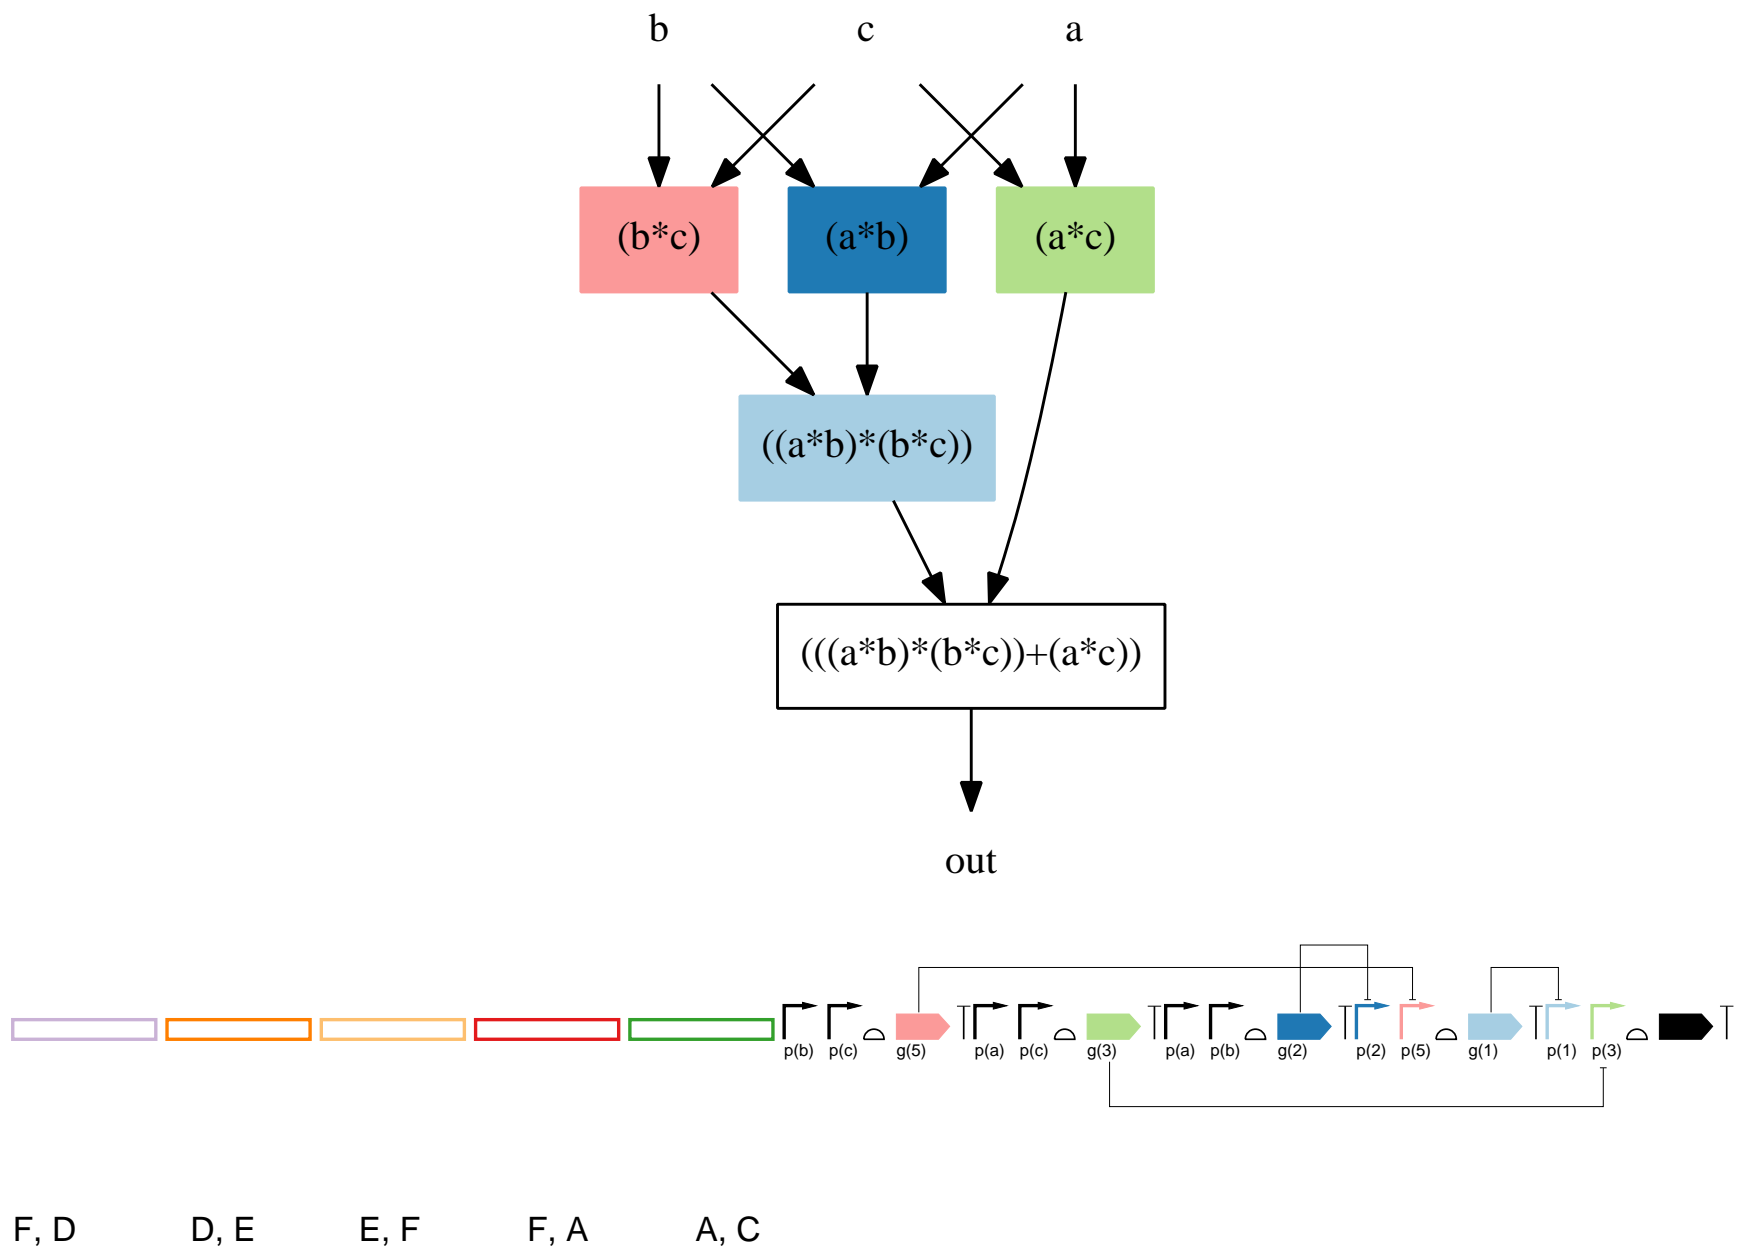 b c a
(b*c) (a*b) (a*c)
((a*b)*(b*c))
(((a*b)*(b*c))+(a*c))
out
p(b) p(c) g(5) p(a) p(c) g(3) p(a) p(b) g(2) p(2) p(5) g(1) p(1) p(3)
F, D D, E E, F F, A A, C